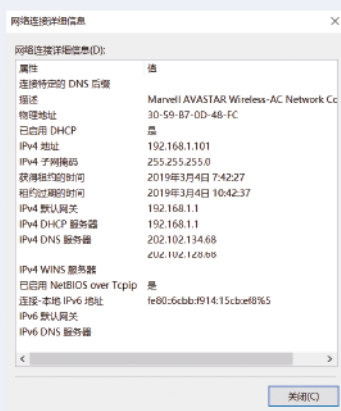 网络连接详细信息
网络连接详细信息(D):
属性 值
连接特定的 DNS 后缀
描述 Marvell AVASTAR Wireless-AC Network Cc
物理地址 30-59-B7-0D-48-FC
已启用 DHCP 是
IPv4 地址 192.168.1.101
IPv4 子网掩码 255.255.255.0
获得租约的时间 2019年3月4日 7:42:27
租约过期的时间 2019年3月4日 10:42:37
IPv4 默认网关 192.168.1.1
IPv4 DHCP 服务器 192.168.1.1
IPv4 DNS 服务器 202.102.134.68
202.102.128.68
IPv4 WINS 服务器
已启用 NetBIOS over Tcpip 是
连接-本地 IPv6 地址 fe80::6cbb:f914:15cb:ef8%5
IPv6 默认网关
IPv6 DNS 服务器
关闭(C)